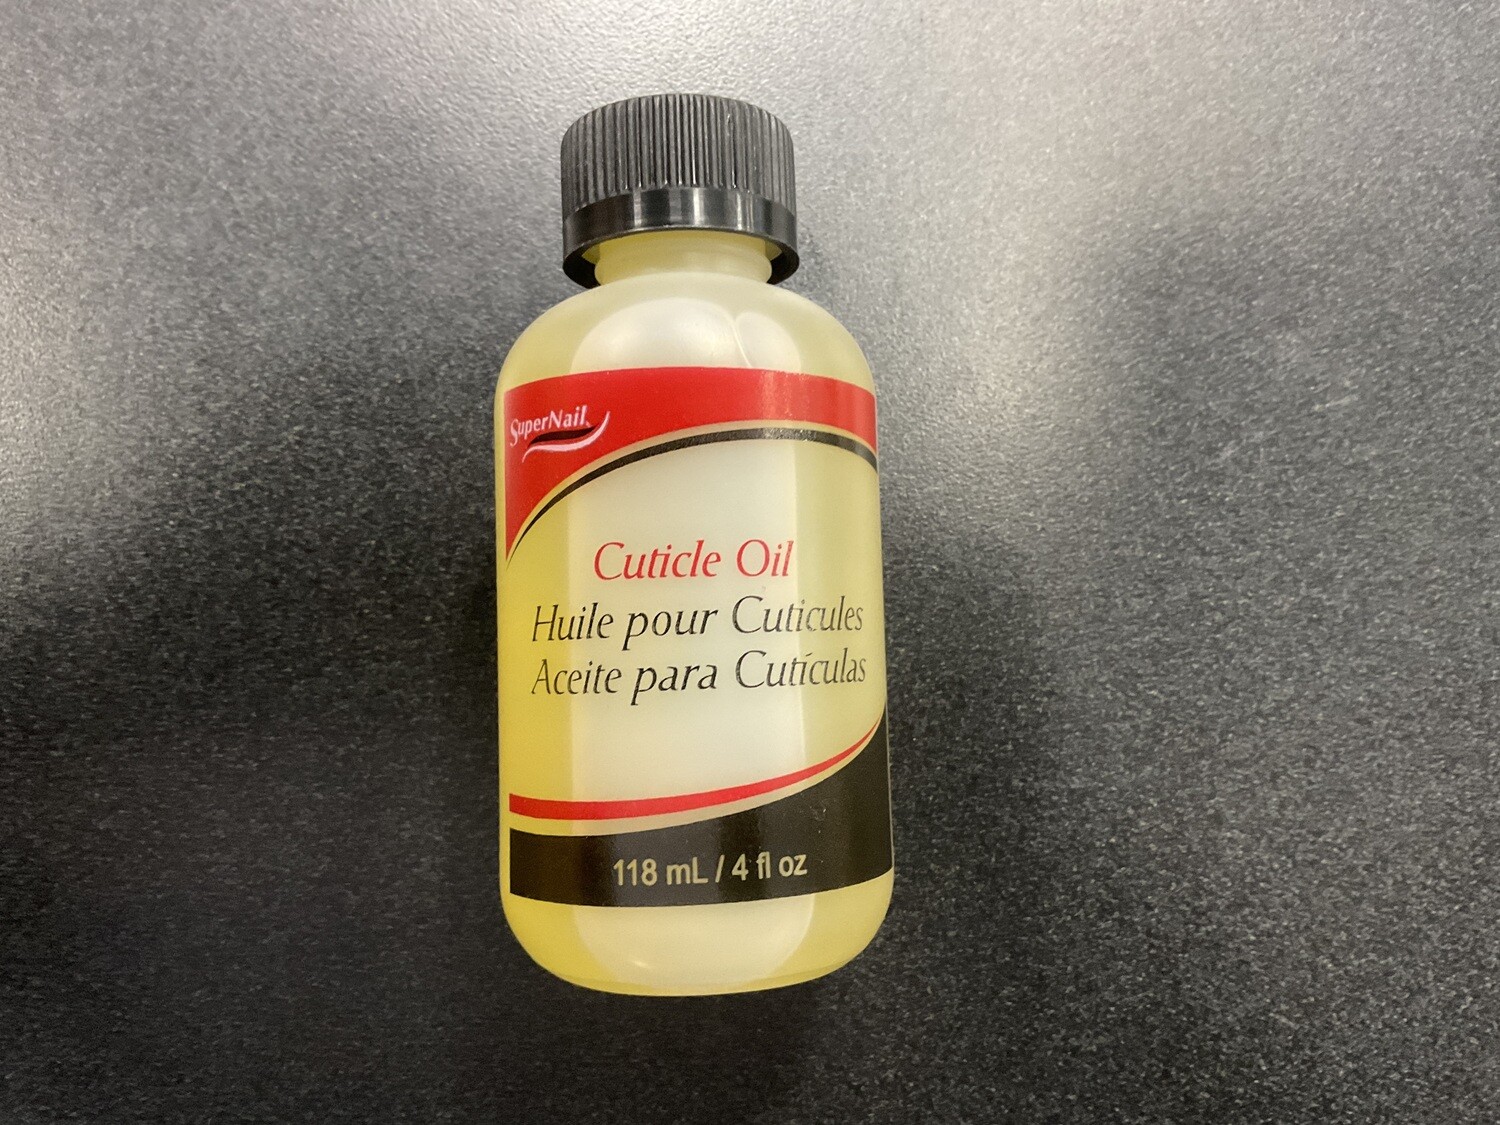 SuperNail
Cuticle Oil
Huile pour Cuticules
Aceite para Cutículas
118 mL / 4 fl oz